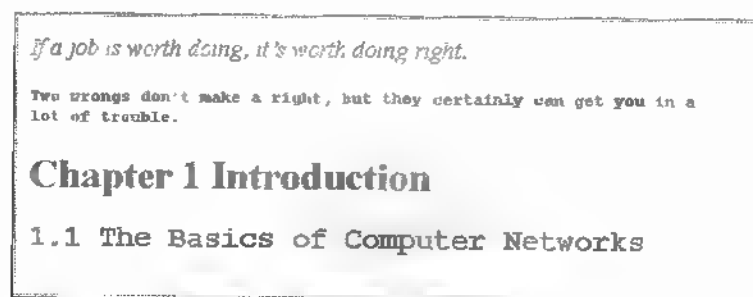 If a job is worth doing, it's worth doing right.
Two wrongs don't make a right, but they certainly can get you in a
lot of trouble.
Chapter 1 Introduction
1.1 The Basics of Computer Networks